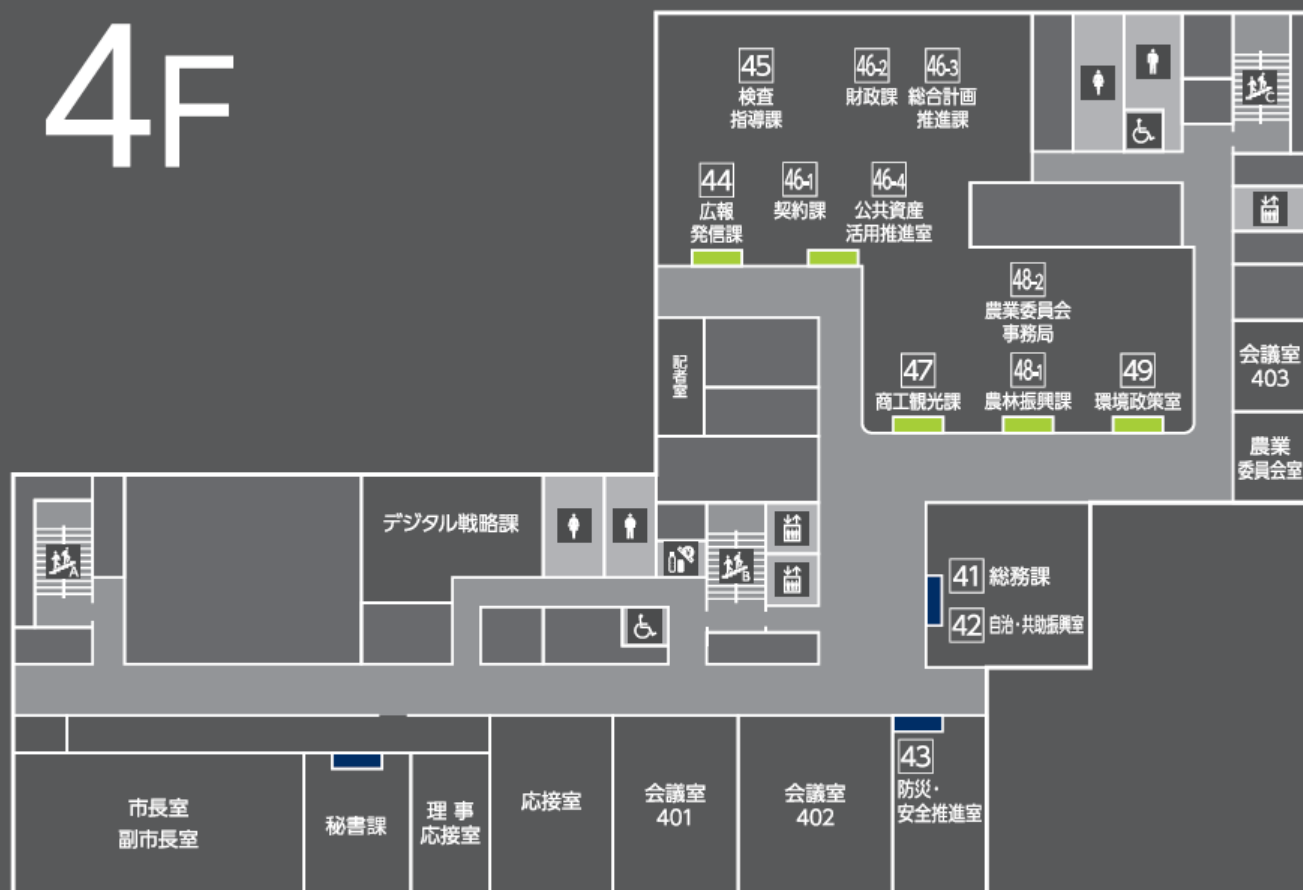 4F
45
検査
指導課
46-2
財政課
46-3
総合計画
推進課
44
広報
発信課
46-1
契約課
46-4
公共資産
活用推進室
48-2
農業委員会
事務局
47
商工観光課
48-1
農林振興課
49
環境政策室
記者室
会議室
403
農業
委員会室
C
デジタル戦略課
A
B
41 総務課
42 自治・共助振興室
市長室
副市長室
秘書課
理事
応接室
応接室
会議室
401
会議室
402
43
防災・
安全推進室